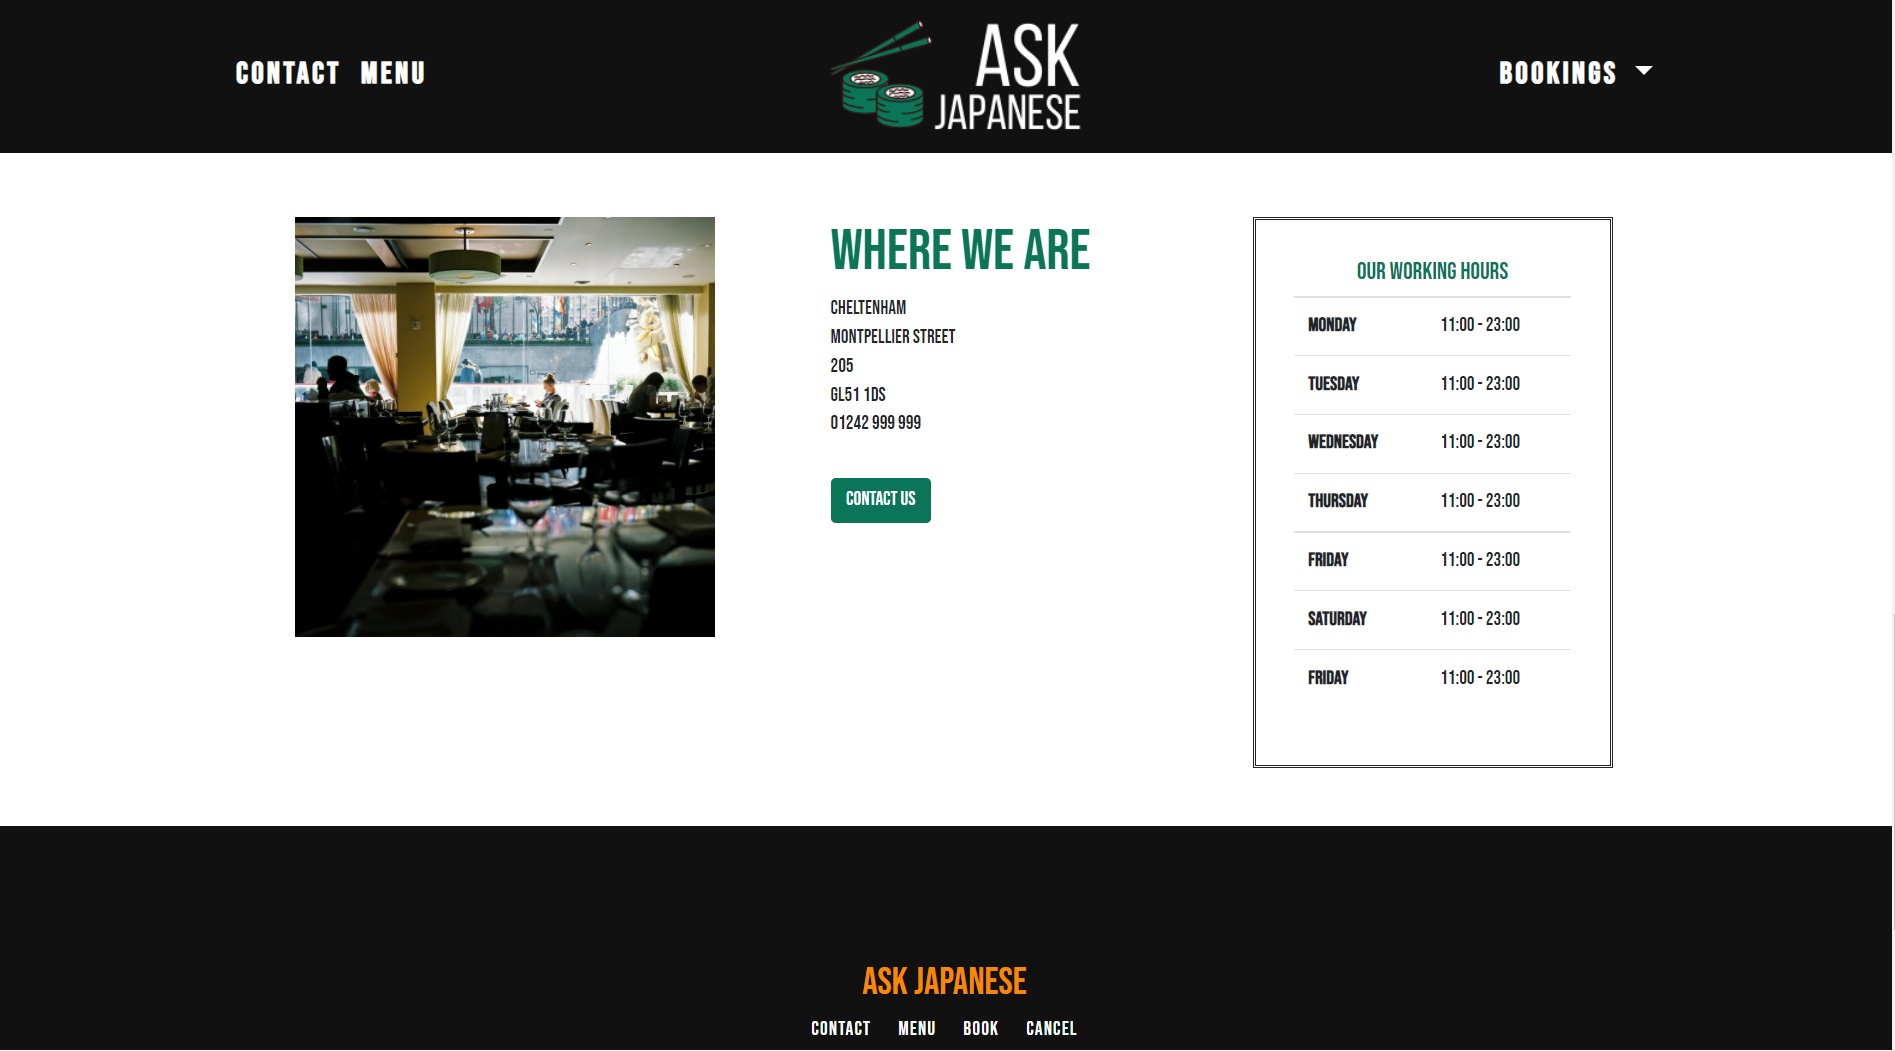 CONTACT MENU
ASK
JAPANESE
BOOKINGS
WHERE WE ARE
CHELTENHAM
MONTPELLIER STREET
205
GL51 1DS
01242 999 999
CONTACT US
OUR WORKING HOURS
MONDAY 11:00 - 23:00
TUESDAY 11:00 - 23:00
WEDNESDAY 11:00 - 23:00
THURSDAY 11:00 - 23:00
FRIDAY 11:00 - 23:00
SATURDAY 11:00 - 23:00
FRIDAY 11:00 - 23:00
ASK JAPANESE
CONTACT MENU BOOK CANCEL